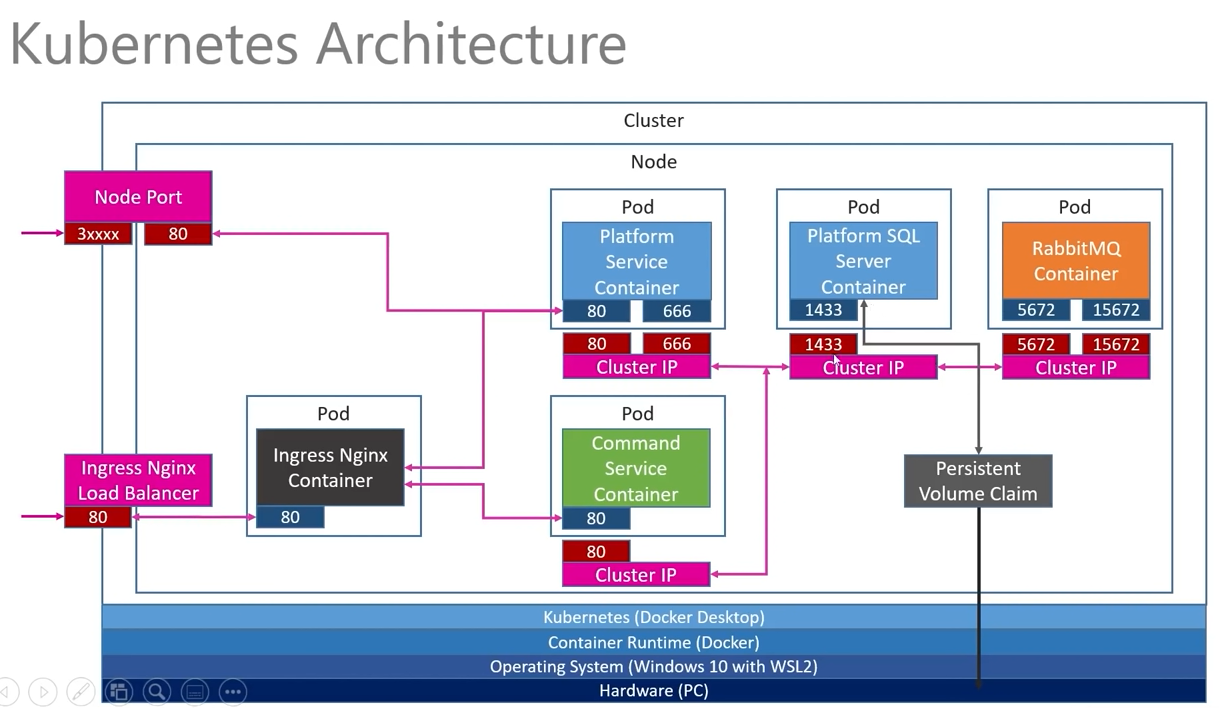 Kubernetes Architecture
Cluster
Node
Node Port
3xxxx
80
Pod
Platform
Service
Container
80
666
80
666
Cluster IP
Pod
Platform SQL
Server
Container
1433
1433
Cluster IP
Pod
RabbitMQ
Container
5672
15672
5672
15672
Cluster IP
Ingress Nginx
Load Balancer
80
Pod
Ingress Nginx
Container
80
Pod
Command
Service
Container
80
80
Cluster IP
Persistent
Volume Claim
Kubernetes (Docker Desktop)
Container Runtime (Docker)
Operating System (Windows 10 with WSL2)
Hardware (PC)